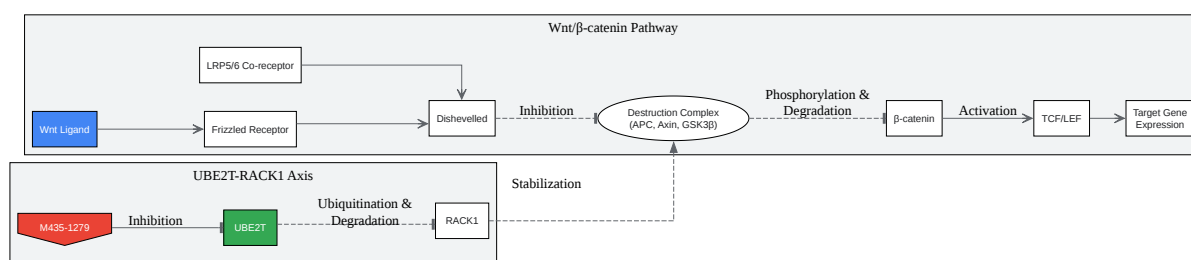 Wnt/β-catenin Pathway
LRP5/6 Co-receptor
Wnt Ligand
Frizzled Receptor
Dishevelled
Inhibition
Destruction Complex
(APC, Axin, GSK3β)
Phosphorylation &
Degradation
β-catenin
Activation
TCF/LEF
Target Gene
Expression
UBE2T-RACK1 Axis
M435-1279
Inhibition
UBE2T
Ubiquitination &
Degradation
RACK1
Stabilization